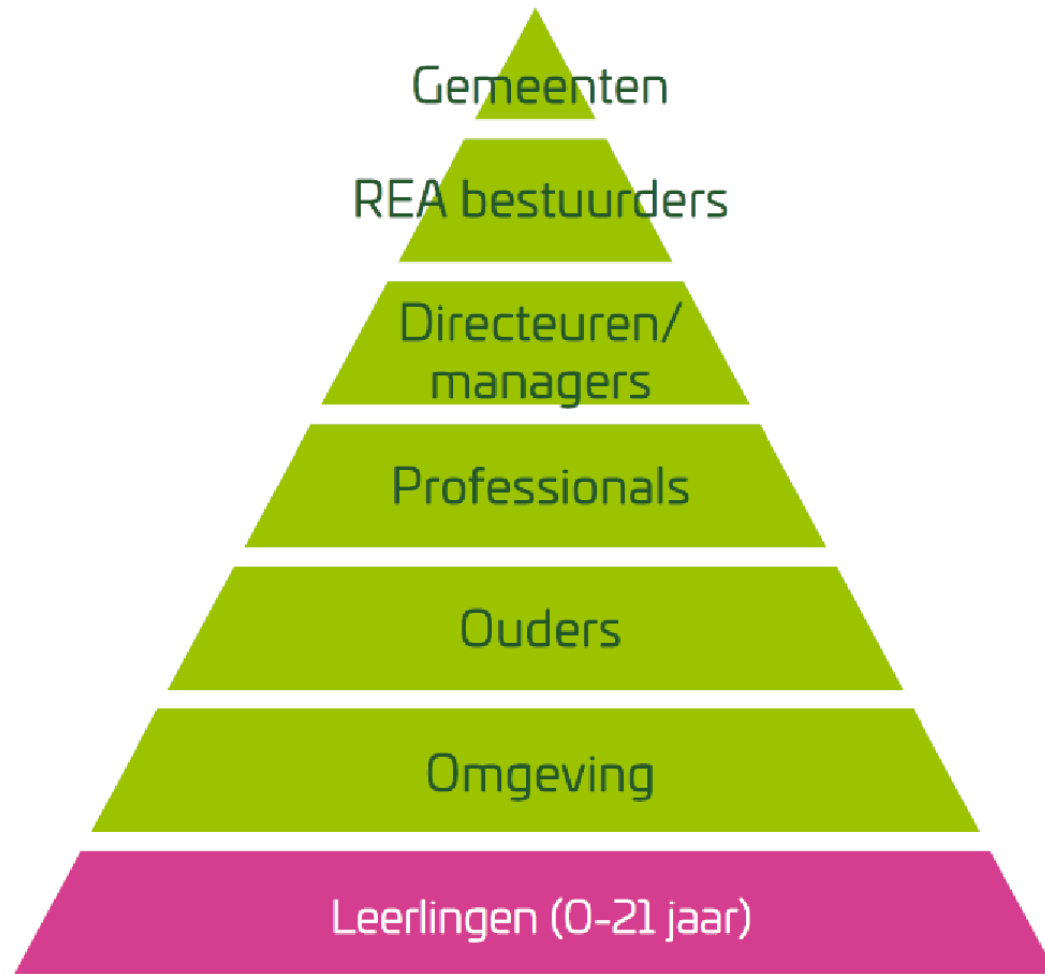 Gemeenten
REA bestuurders
Directeuren/
managers
Professionals
Ouders
Omgeving
Leerlingen (0-21 jaar)